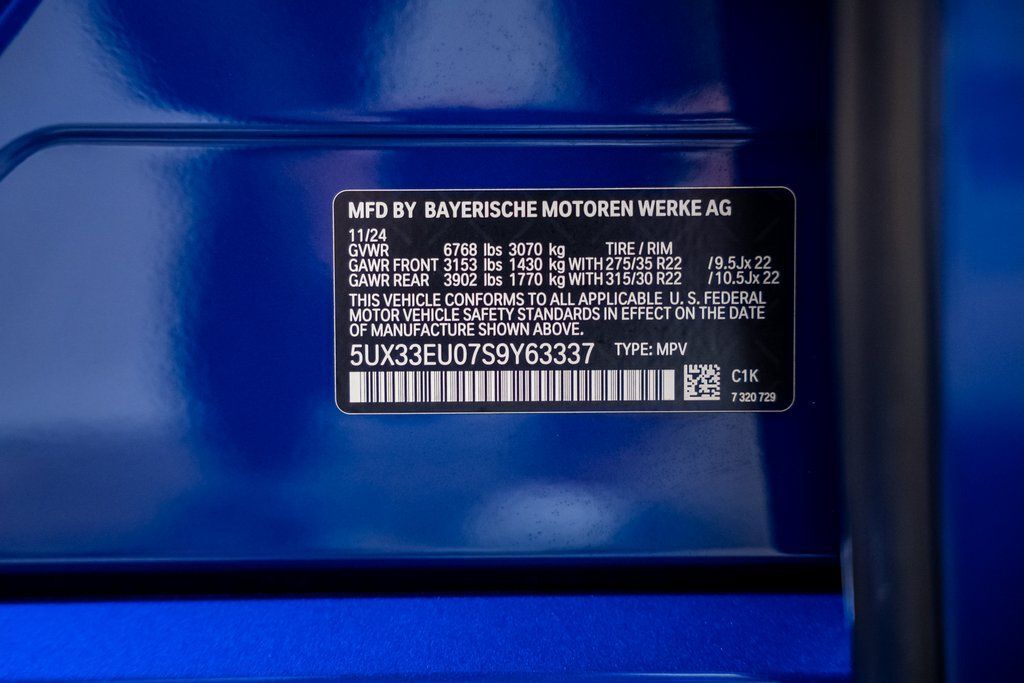 MFD BY BAYERISCHE MOTOREN WERKE AG
11/24
GVWR 6768 lbs 3070 kg TIRE / RIM
GAWR FRONT 3153 lbs 1430 kg WITH 275/35 R22 /9.5Jx 22
GAWR REAR 3902 lbs 1770 kg WITH 315/30 R22 /10.5Jx 22
THIS VEHICLE CONFORMS TO ALL APPLICABLE U. S. FEDERAL
MOTOR VEHICLE SAFETY STANDARDS IN EFFECT ON THE DATE
OF MANUFACTURE SHOWN ABOVE.
5UX33EU07S9Y63337 TYPE: MPV
C1K
7 320 729